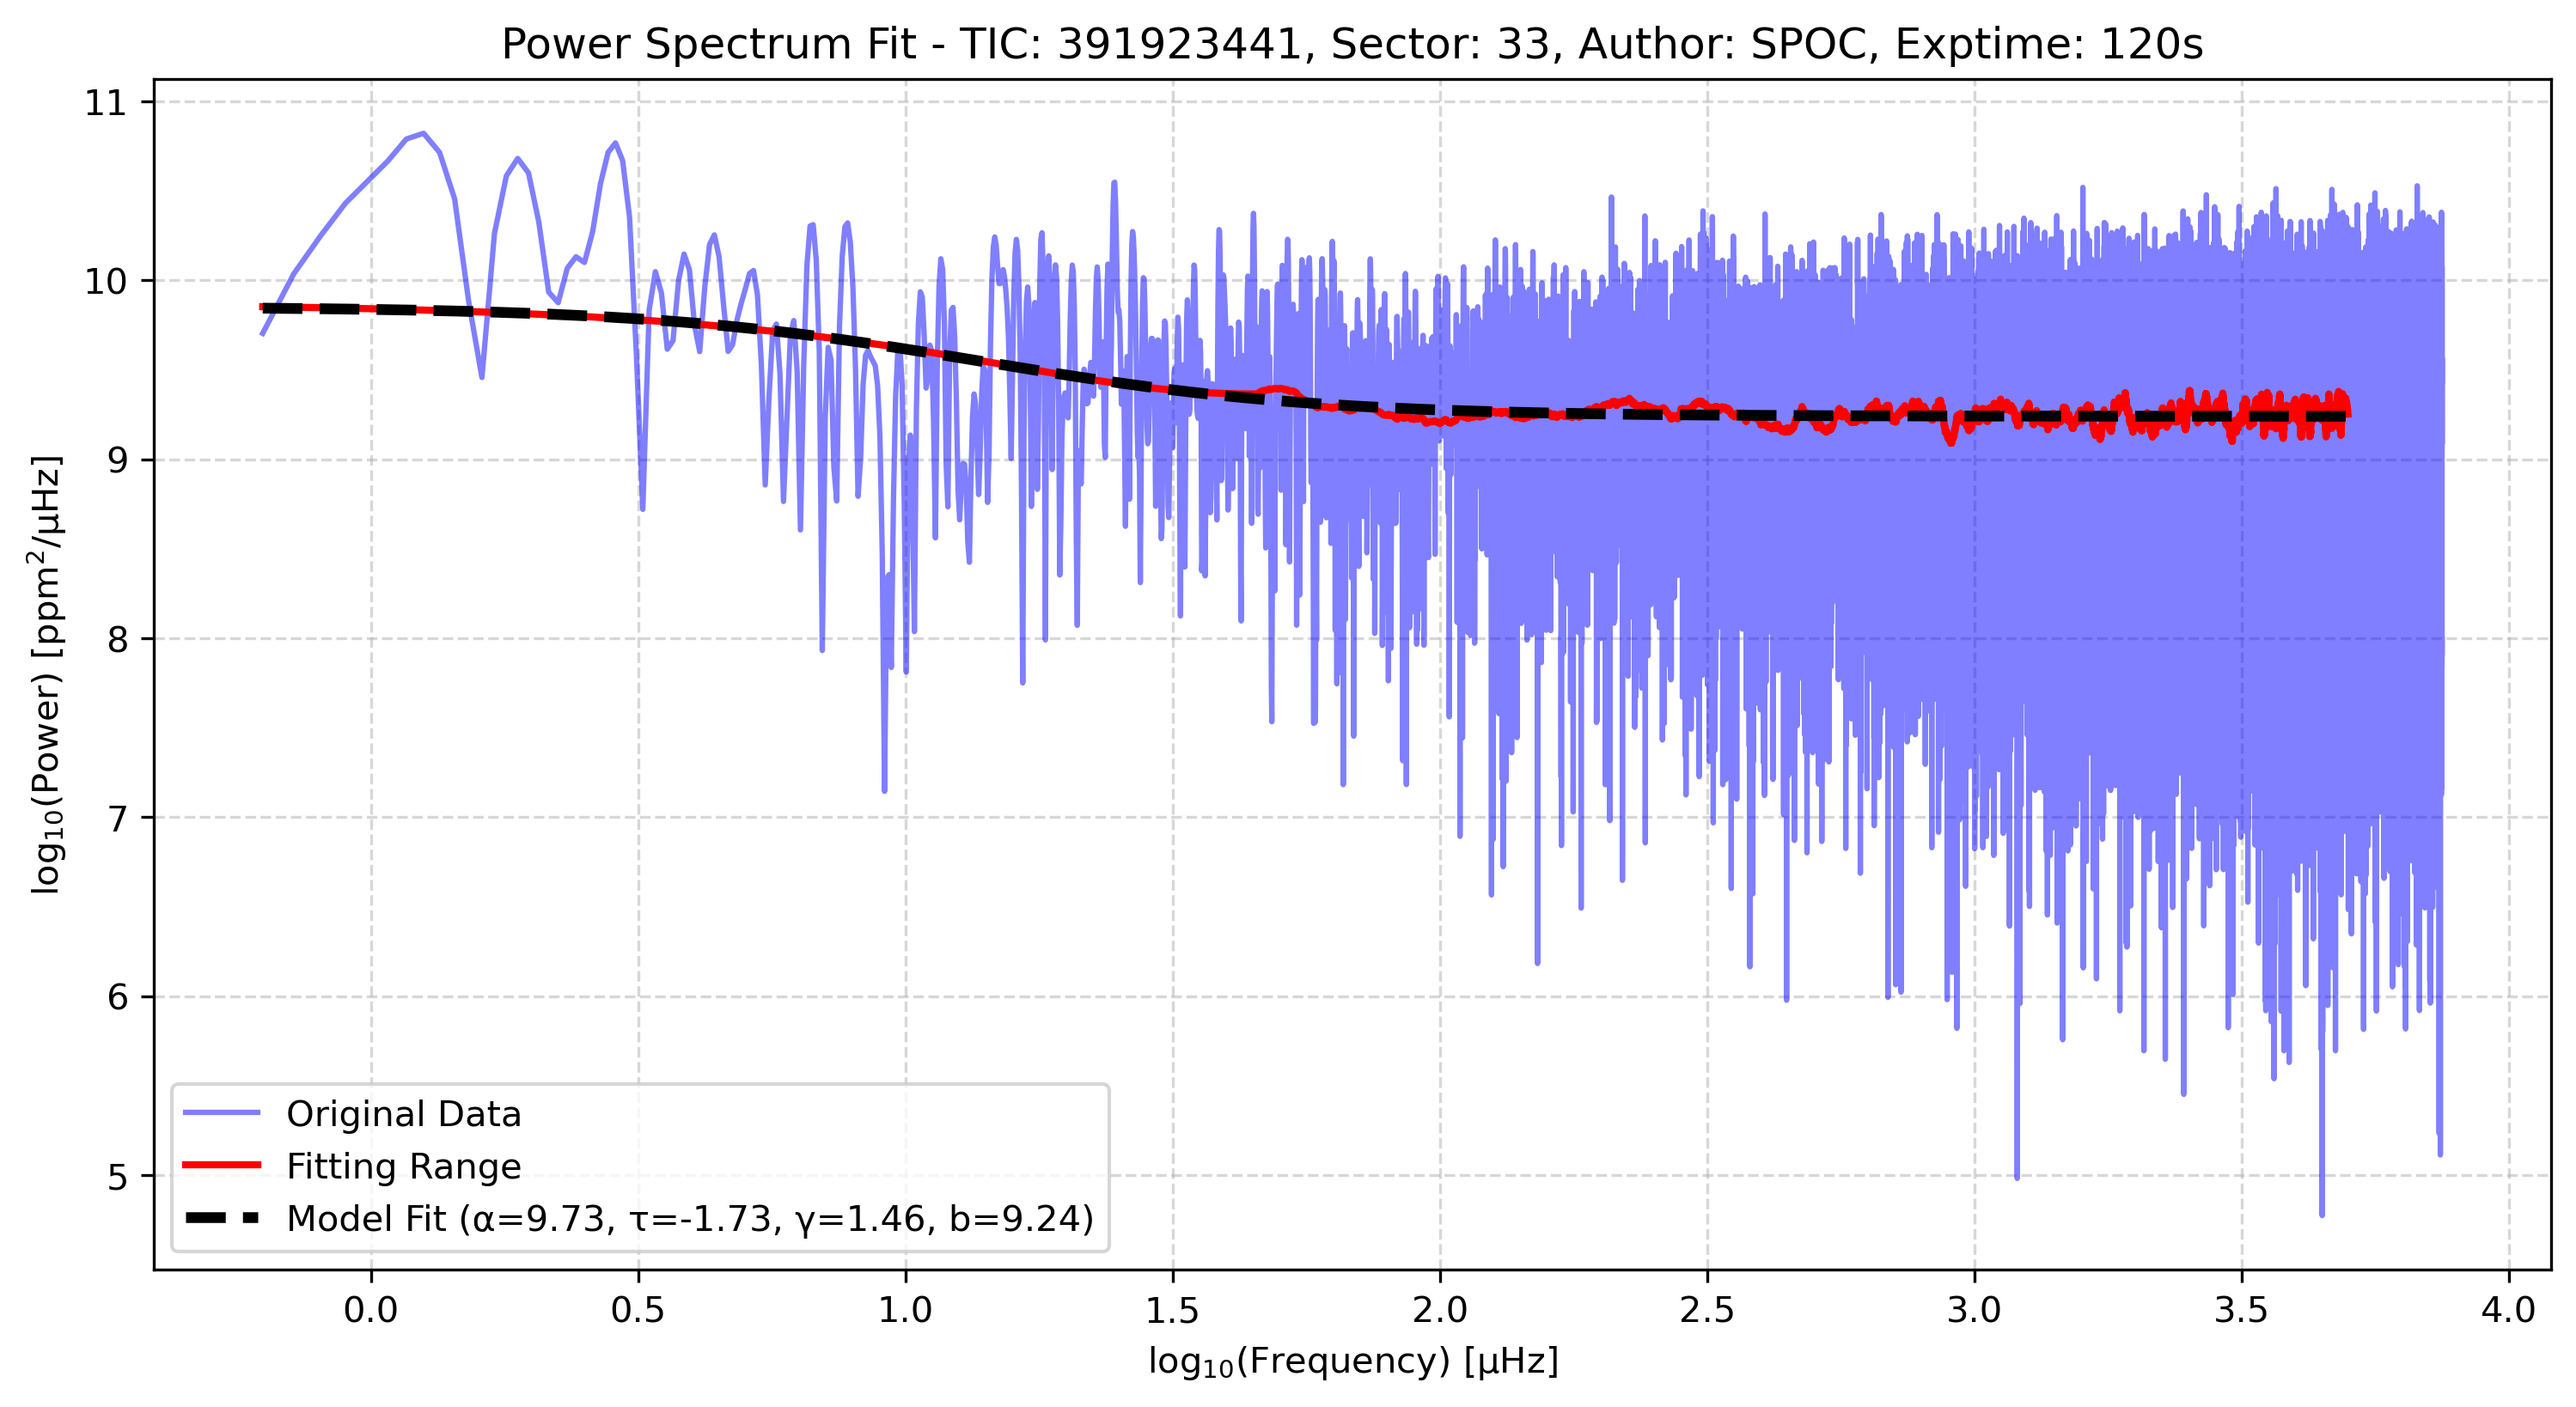 Power Spectrum Fit - TIC: 391923441, Sector: 33, Author: SPOC, Exptime: 120s
11
10
9
8
7
6
5
log₁₀(Power) [ppm²/μHz]
Original Data
Fitting Range
Model Fit (α=9.73, τ=-1.73, γ=1.46, b=9.24)
0.0 0.5 1.0 1.5 2.0 2.5 3.0 3.5 4.0
log₁₀(Frequency) [μHz]